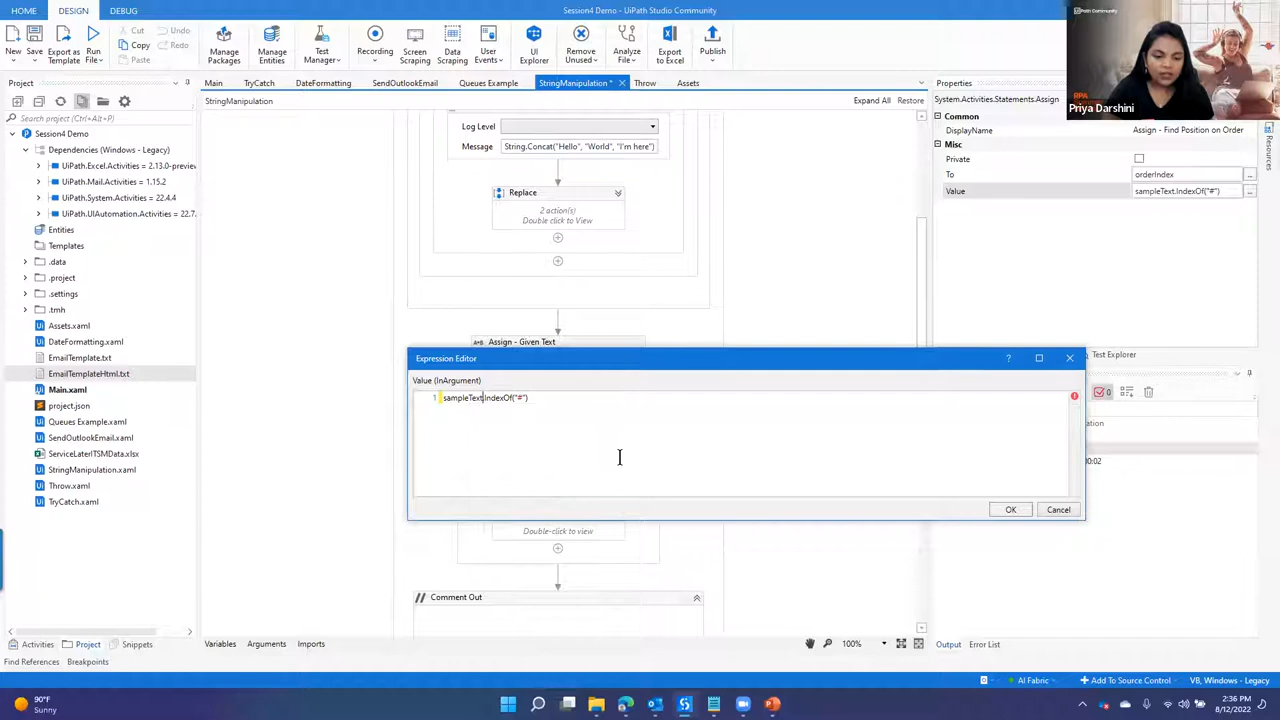 HOME DESIGN DEBUG Session4 Demo - UiPath Studio Community
New Save Export as Template Run Cut Copy Paste Undo Redo Manage Packages Manage Entities Test Manager Recording Screen Scraping Data Scraping User Events UI Explorer Remove Unused Analyze File Export to Excel Publish
UiPath Community
RPA
Priya Darshini
Project
Main TryCatch DateFormatting SendOutlookEmail Queues Example StringManipulation * Throw Assets
Properties
StringManipulation Expand All Restore
System.Activities.Statements.Assign
Search Project (Ctrl+Alt+P)
Common
Log Level
DisplayName Assign - Find Position on Order
Session4 Demo
Message String.Concat("Hello", "World", "I'm here")
Misc
Dependencies (Windows - Legacy)
Private
UiPath.Excel.Activities = 2.13.0-preview
To orderIndex
UiPath.Mail.Activities = 1.15.2
Value sampleText.IndexOf("#")
Resources
UiPath.System.Activities = 22.4.4
Replace
UiPath.UIAutomation.Activities = 22.7.
2 action(s)
Double click to View
Entities
Templates
.data
.project
.settings
.tmh
Assets.xaml
DateFormatting.xaml
Assign - Given Text
EmailTemplate.txt
Expression Editor
Test Explorer
EmailTemplateHtml.txt
Value (InArgument)
Main.xaml
1 sampleText.IndexOf("#")
0
project.json
Queues Example.xaml
SendOutlookEmail.xaml
ServiceLaterITSMData.xlsx
00:02
StringManipulation.xaml
Throw.xaml
TryCatch.xaml
OK Cancel
Double-click to view
Comment Out
Activities Project Snippets
Variables Arguments Imports
100%
Output Error List
Find References Breakpoints
AI Fabric Add To Source Control VB, Windows - Legacy
90°F
Sunny
2:36 PM
8/12/2022